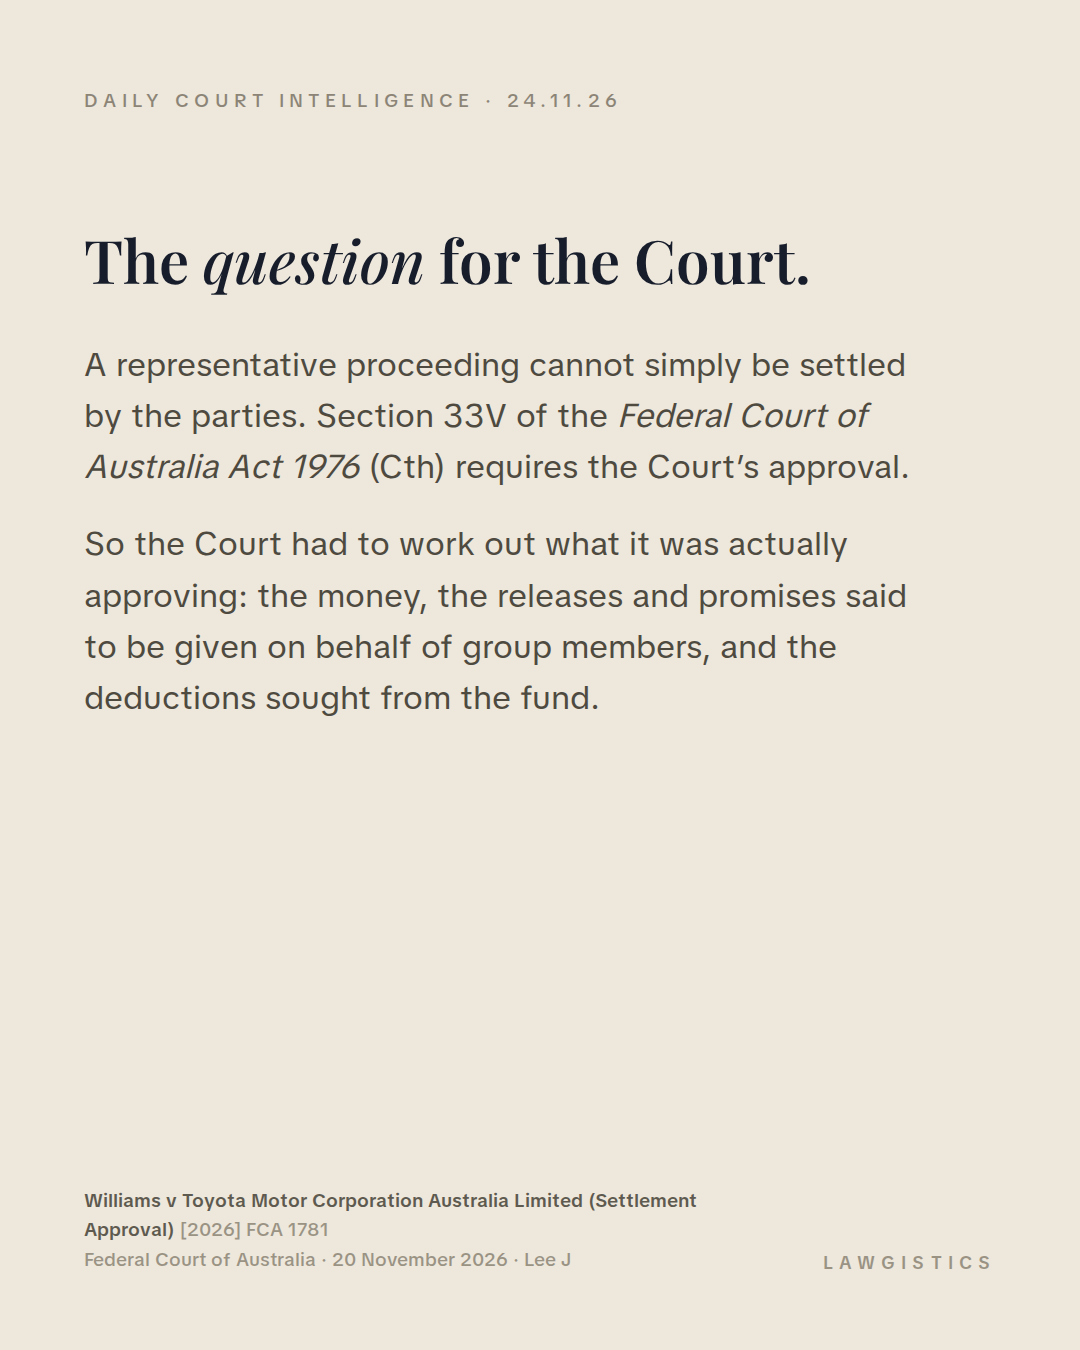 DAILY COURT INTELLIGENCE · 24.11.26
The question for the Court.
A representative proceeding cannot simply be settled
by the parties. Section 33V of the Federal Court of
Australia Act 1976 (Cth) requires the Court’s approval.
So the Court had to work out what it was actually
approving: the money, the releases and promises said
to be given on behalf of group members, and the
deductions sought from the fund.
Williams v Toyota Motor Corporation Australia Limited (Settlement
Approval) [2026] FCA 1781
Federal Court of Australia · 20 November 2026 · Lee J
LAWGISTICS